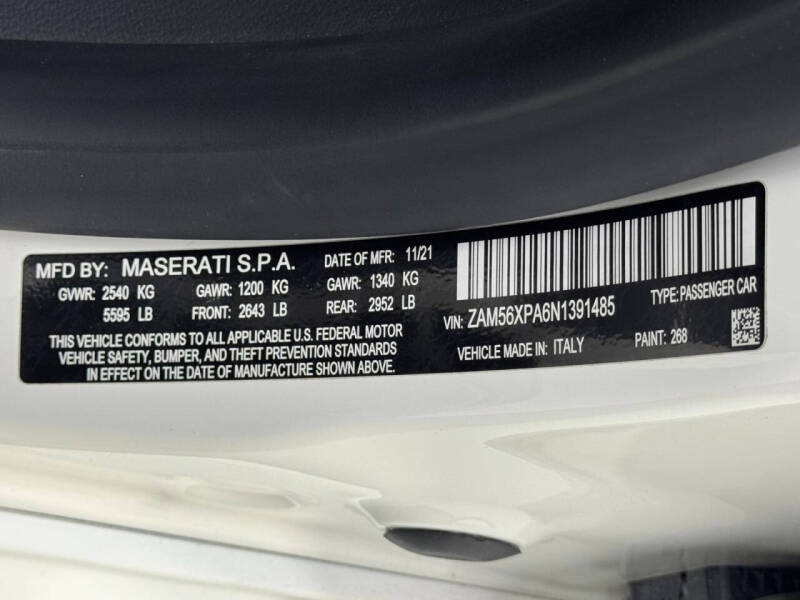 MFD BY: MASERATI S.P.A. DATE OF MFR: 11/21
GVWR: 2540 KG GAWR: 1200 KG GAWR: 1340 KG
5595 LB FRONT: 2643 LB REAR: 2952 LB
THIS VEHICLE CONFORMS TO ALL APPLICABLE U.S. FEDERAL MOTOR
VEHICLE SAFETY, BUMPER, AND THEFT PREVENTION STANDARDS
IN EFFECT ON THE DATE OF MANUFACTURE SHOWN ABOVE.
VIN: ZAM56XPA6N1391485 TYPE: PASSENGER CAR
VEHICLE MADE IN: ITALY PAINT: 268